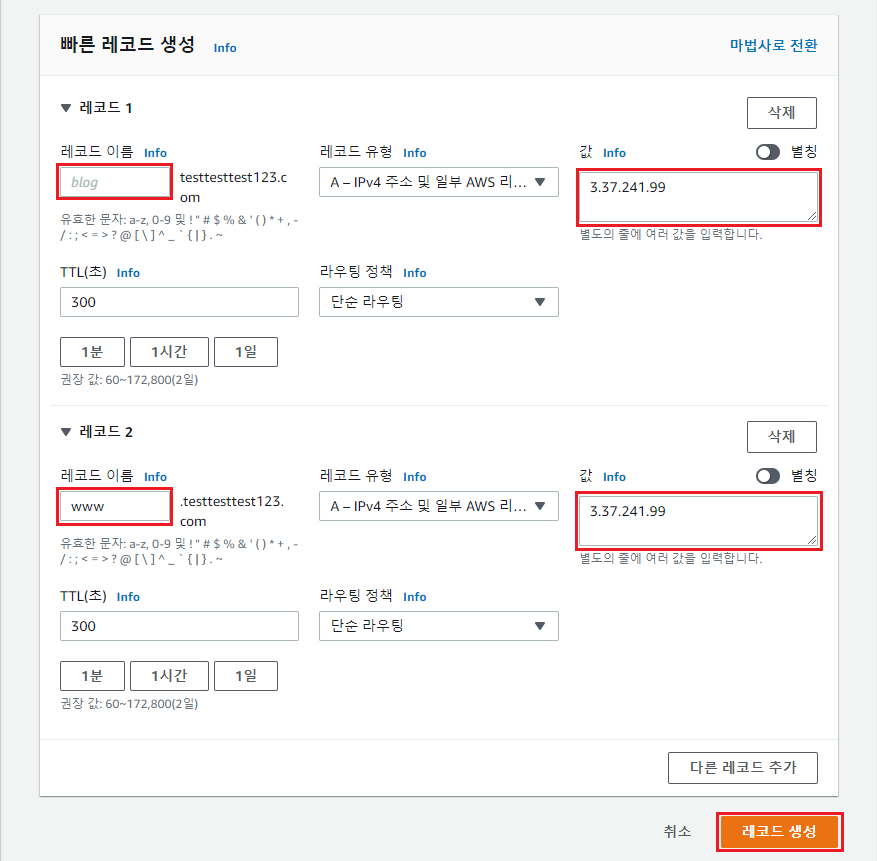 빠른 레코드 생성 Info 마법사로 전환
▼ 레코드 1 삭제
레코드 이름 Info 레코드 유형 Info 값 Info 별칭
blog testtesttest123.c
om A – IPv4 주소 및 일부 AWS 리... ▼ 3.37.241.99
유효한 문자: a-z, 0-9 및 ! " # $ % & ' ( ) * + , -
/ : ; < = > ? @ [ \ ] ^ _ ` { | } . ~
별도의 줄에 여러 값을 입력합니다.
TTL(초) Info 라우팅 정책 Info
300 단순 라우팅 ▼
1분 1시간 1일
권장 값: 60~172,800(2일)
▼ 레코드 2 삭제
레코드 이름 Info 레코드 유형 Info 값 Info 별칭
www .testtesttest123.
com A – IPv4 주소 및 일부 AWS 리... ▼ 3.37.241.99
유효한 문자: a-z, 0-9 및 ! " # $ % & ' ( ) * + , -
/ : ; < = > ? @ [ \ ] ^ _ ` { | } . ~
별도의 줄에 여러 값을 입력합니다.
TTL(초) Info 라우팅 정책 Info
300 단순 라우팅 ▼
1분 1시간 1일
권장 값: 60~172,800(2일)
다른 레코드 추가
취소 레코드 생성